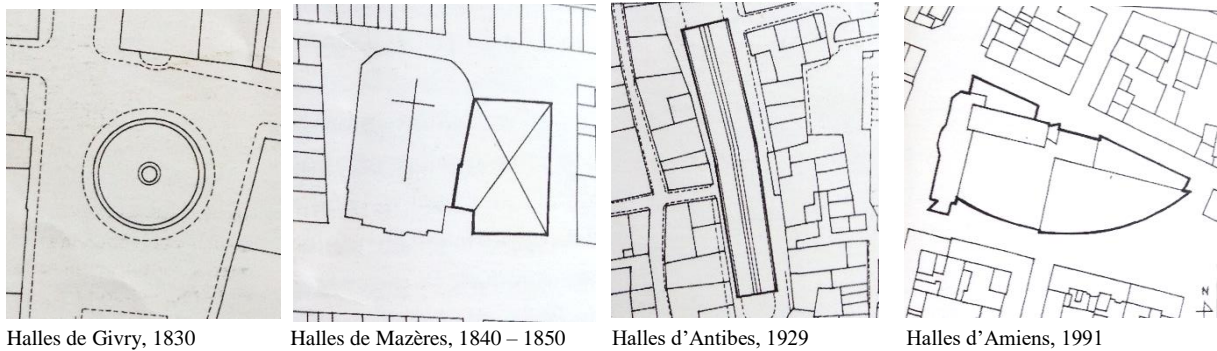 N
Halles de Givry, 1830
Halles de Mazères, 1840 – 1850
Halles d’Antibes, 1929
Halles d’Amiens, 1991